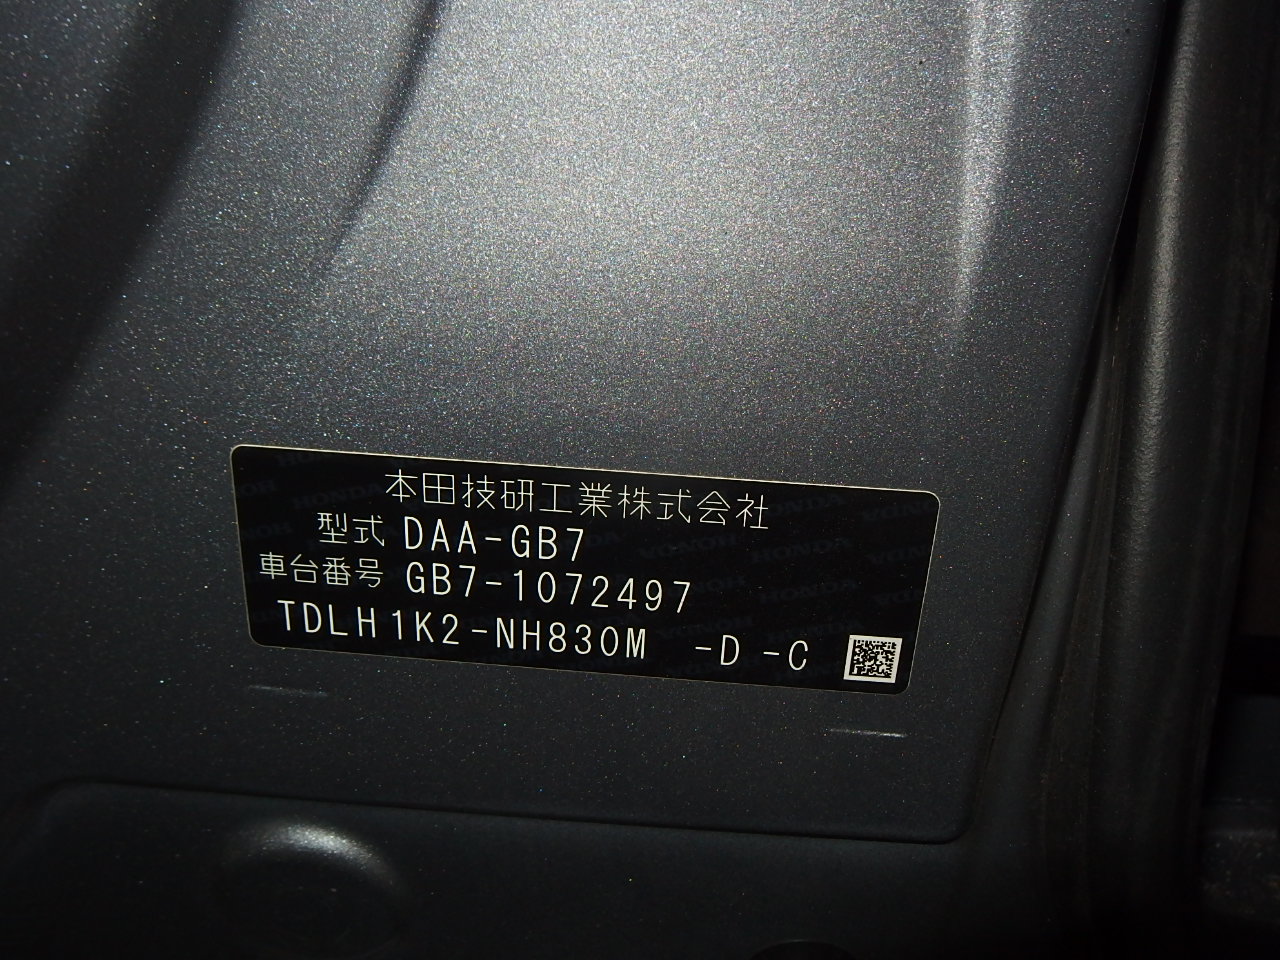 本田技研工業株式会社
型式 DAA-GB7
車台番号 GB7-1072497
TDLH1K2-NH830M -D -C